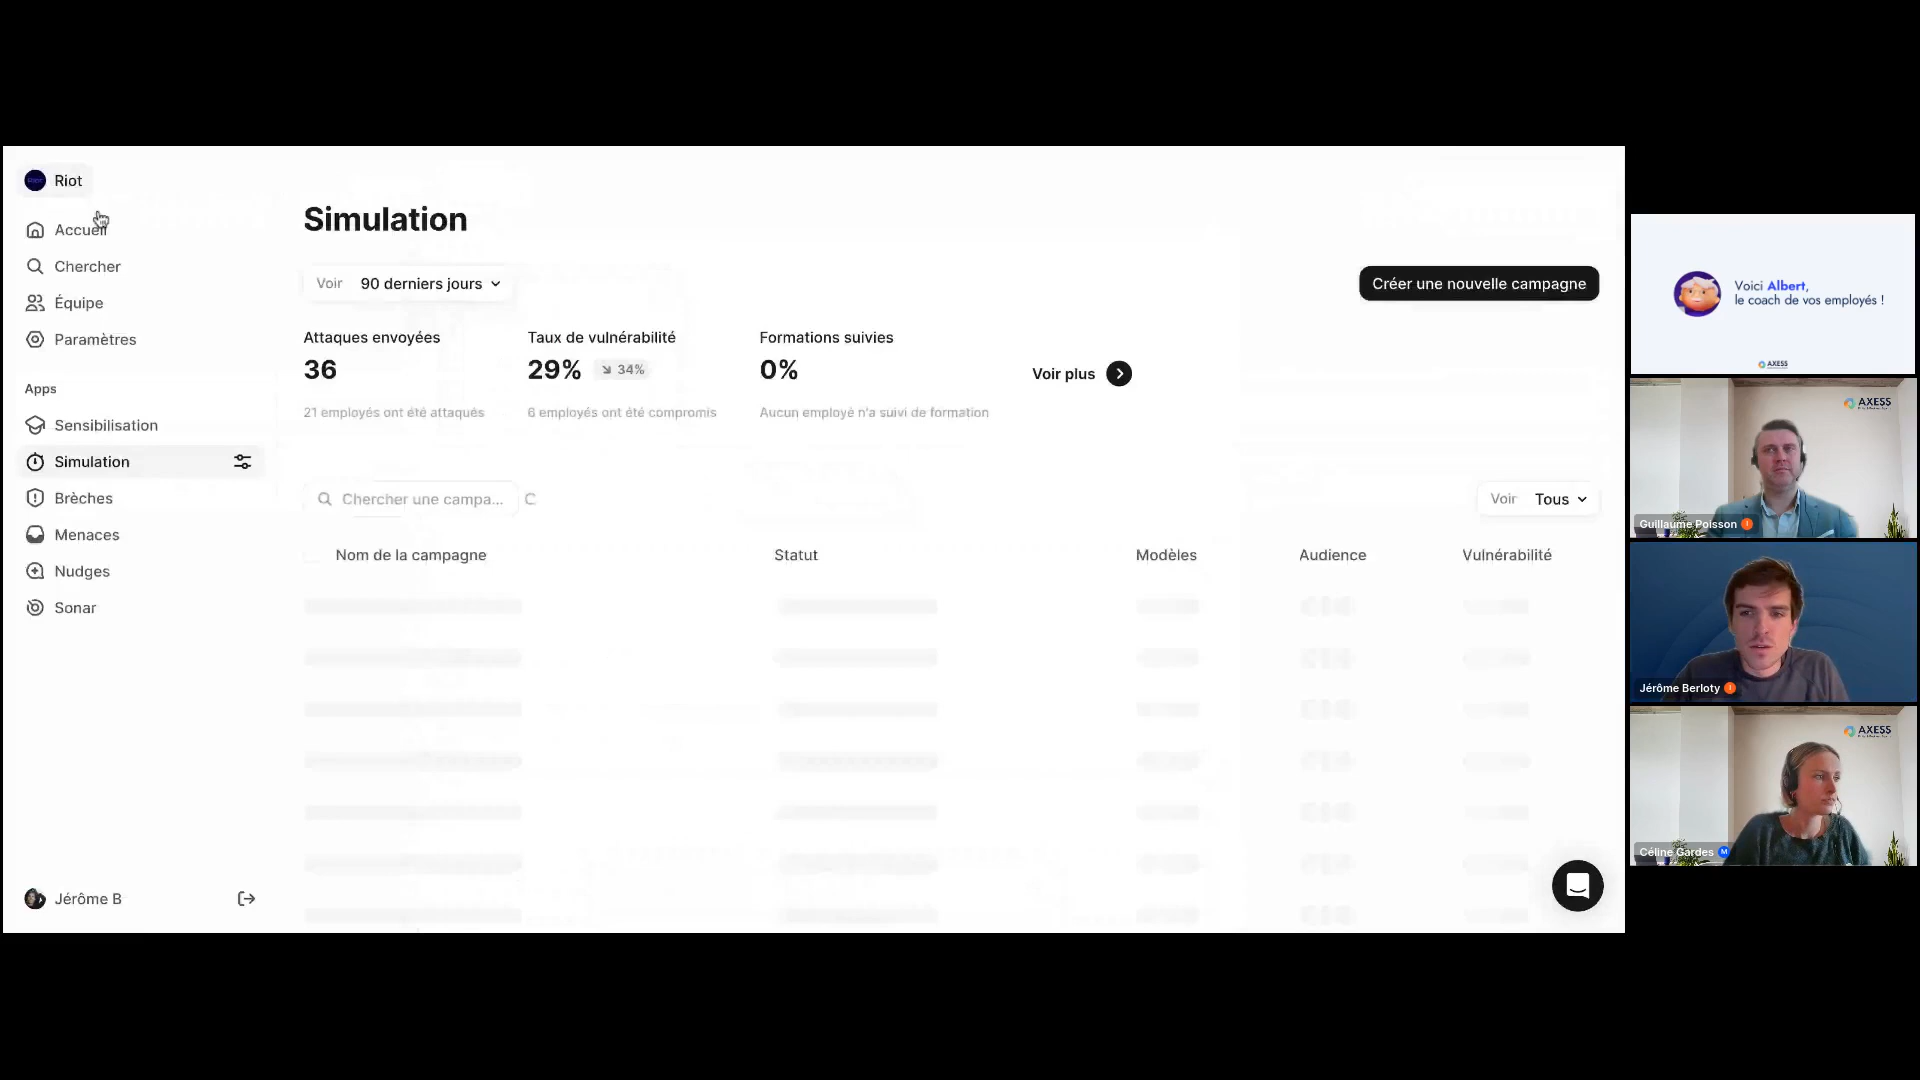 Riot
Accueil
Chercher
Équipe
Paramètres
Apps
Sensibilisation
Simulation
Brèches
Menaces
Nudges
Sonar
Jérôme B
Simulation
Voir 90 derniers jours
Créer une nouvelle campagne
Attaques envoyées
36
21 employés ont été attaqués
Taux de vulnérabilité
29% 34%
6 employés ont été compromis
Formations suivies
0%
Aucun employé n'a suivi de formation
Voir plus
Chercher une campa...
Voir Tous
Nom de la campagne Statut Modèles Audience Vulnérabilité
Voici Albert,
le coach de vos employés !
AXESS
AXESS
Guillaume Poisson
Jérôme Berloty
AXESS
Céline Gardes M